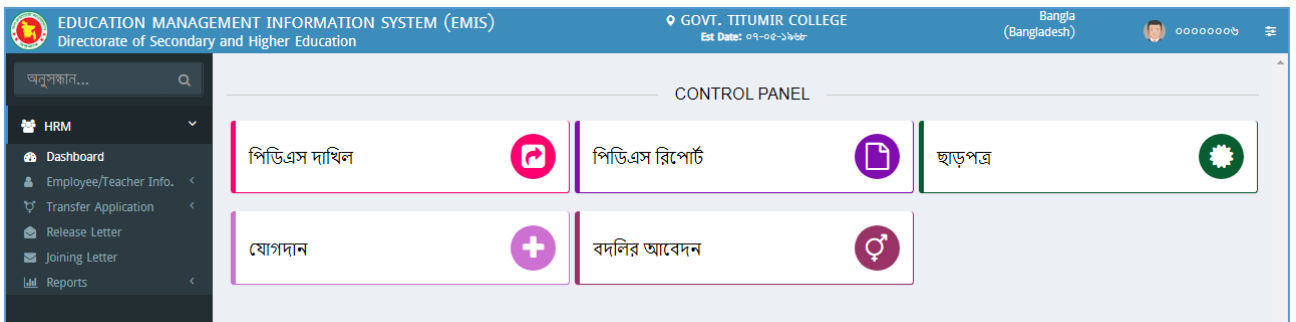 EDUCATION MANAGEMENT INFORMATION SYSTEM (EMIS)
Directorate of Secondary and Higher Education
GOVT. TITUMIR COLLEGE
Est Date: ০৭-০৫-১৯৬৮
Bangla
(Bangladesh)
০০০০০০০৬
অনুসন্ধান...
HRM
Dashboard
Employee/Teacher Info.
Transfer Application
Release Letter
Joining Letter
Reports
CONTROL PANEL
পিডিএস দাখিল
পিডিএস রিপোর্ট
ছাড়পত্র
যোগদান
বদলির আবেদন